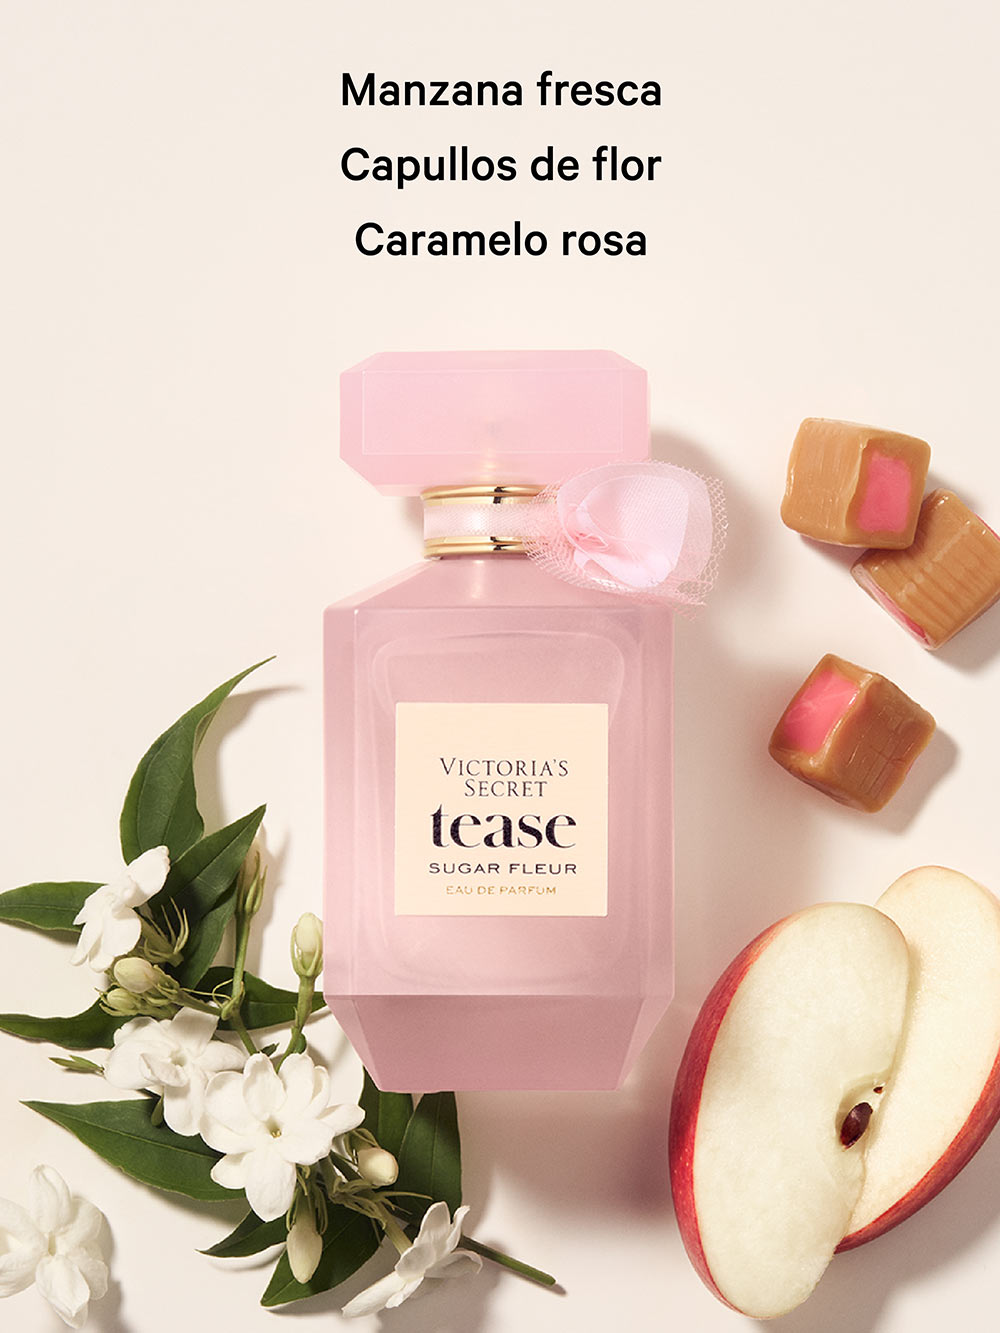 Manzana fresca
Capullos de flor
Caramelo rosa
VICTORIA'S
SECRET
tease
SUGAR FLEUR
EAU DE PARFUM